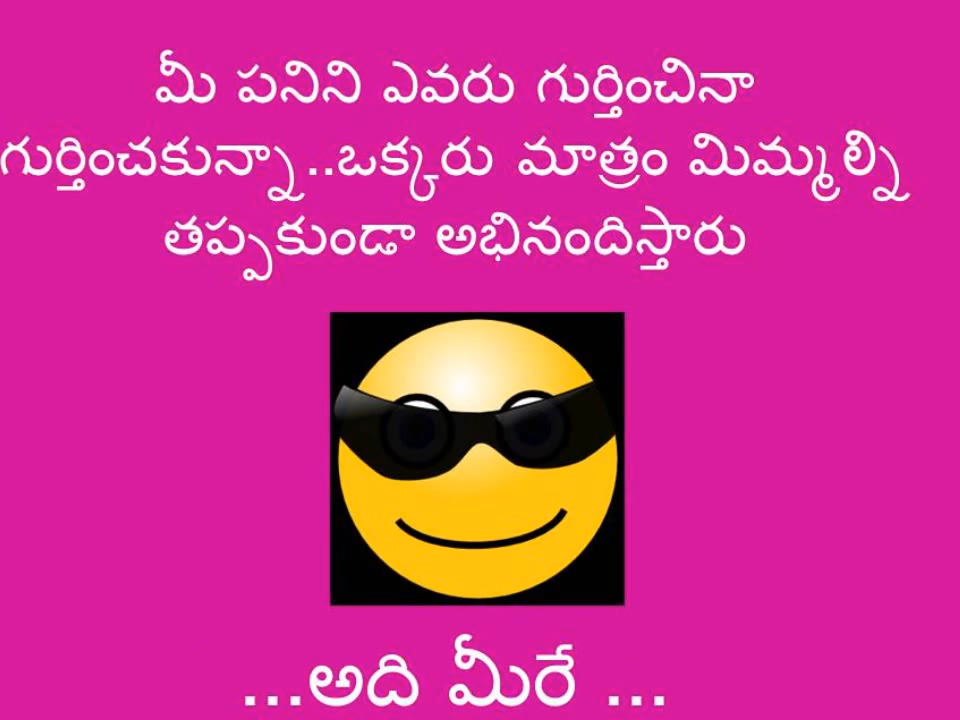 మీ పనిని ఎవరు గుర్తించినా
గుర్తించకున్నా..ఒక్కరు మాత్రం మిమ్మల్ని
తప్పకుండా అభినందిస్తారు
...అది మీరే ...